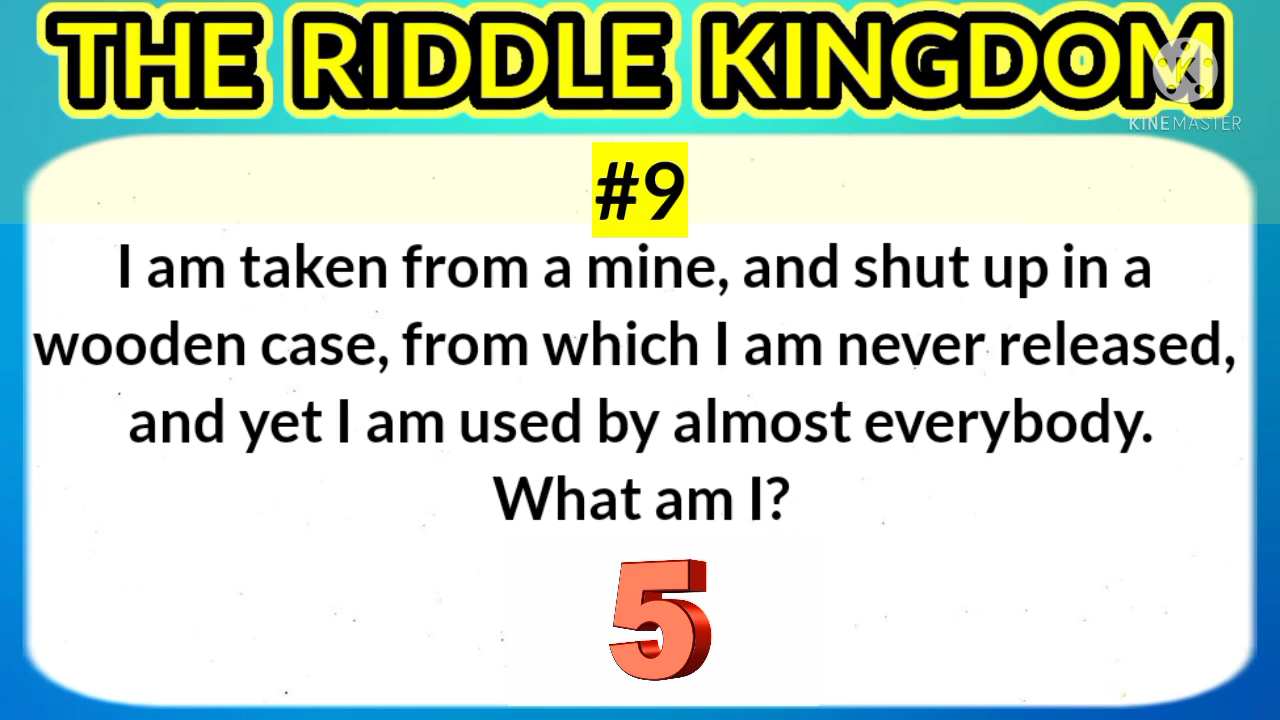 THE RIDDLE KINGDOM
KINEMASTER
#9
I am taken from a mine, and shut up in a
wooden case, from which I am never released,
and yet I am used by almost everybody.
What am I?
5